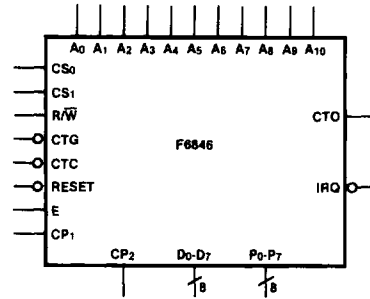 A0 A1 A2 A3 A4 A5 A6 A7 A8 A9 A10
CS0
CS1
R/W̅
CTG
CTC
RESET
E
CP1
F6846
CTO
IRQ
CP2 D0-D7 P0-P7
8 8